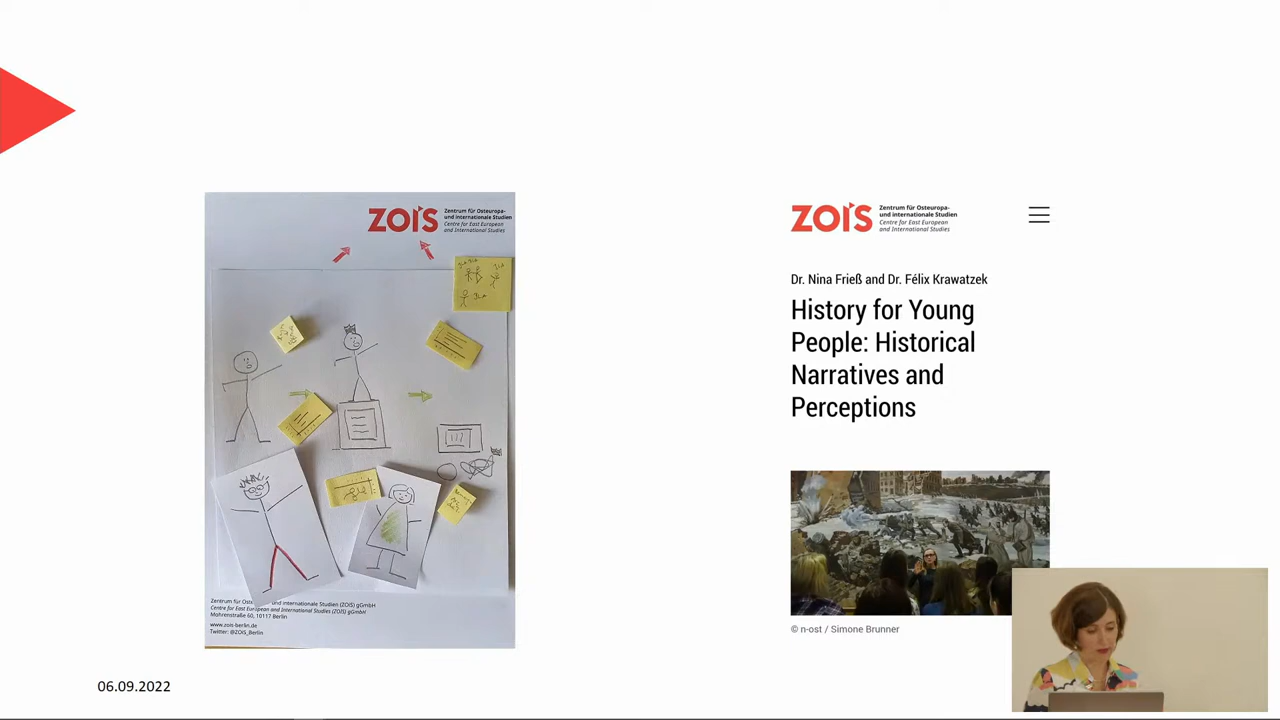 ZOiS
Zentrum für Osteuropa-
und internationale Studien
Centre for East European
and International Studies
Zentrum für und internationale Studien (ZOiS) gGmbH
Centre for East European and International Studies (ZOiS) gGmbH
Mohrenstraße 60, 10117 Berlin
www.zois-berlin.de
Twitter: @ZOiS_Berlin
ZOiS
Zentrum für Osteuropa-
und internationale Studien
Centre for East European
and International Studies
Dr. Nina Frieß and Dr. Félix Krawatzek
History for Young
People: Historical
Narratives and
Perceptions
© n-ost / Simone Brunner
06.09.2022